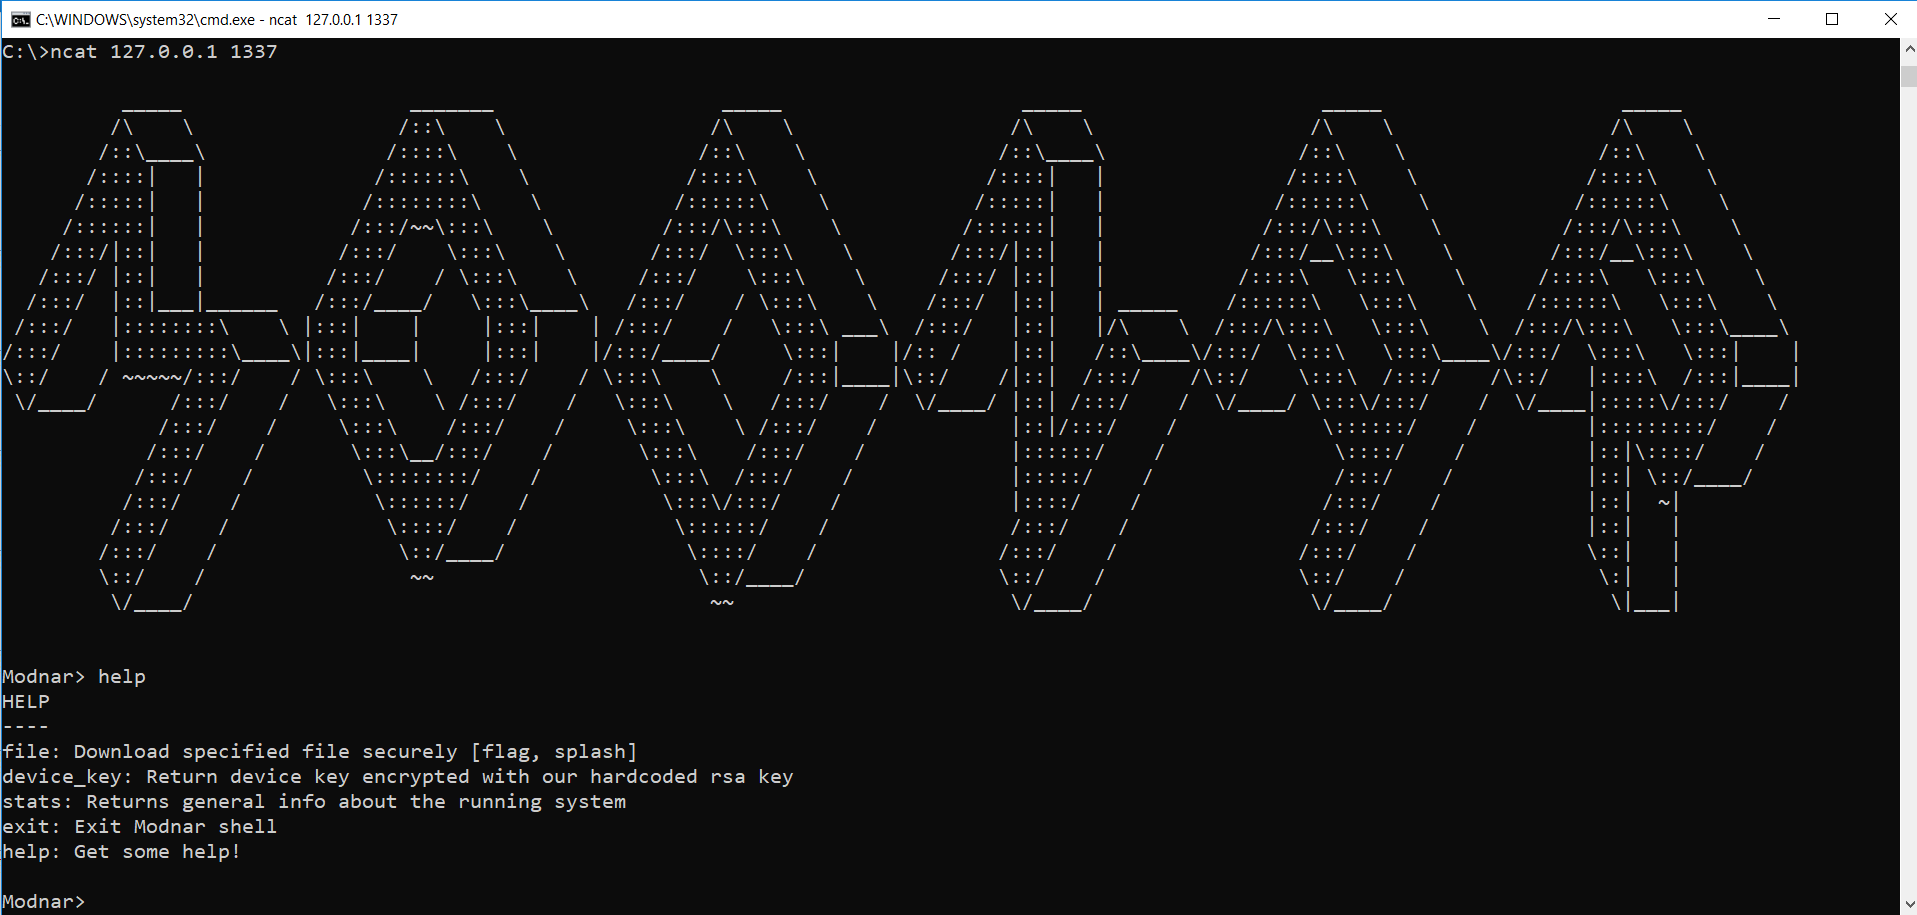 C:\WINDOWS\system32\cmd.exe - ncat  127.0.0.1 1337
C:\>ncat 127.0.0.1 1337
MODNAR
Modnar> help
HELP
----
file: Download specified file securely [flag, splash]
device_key: Return device key encrypted with our hardcoded rsa key
stats: Returns general info about the running system
exit: Exit Modnar shell
help: Get some help!
Modnar>